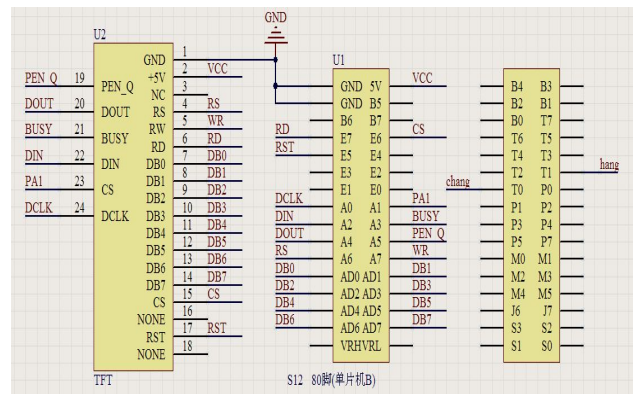 GND
U2
U1
GND 1
+5V 2 VCC
NC 3
RS 4 RS
RW 5 WR
RD 6 RD
DB0 7 DB0
DB1 8 DB1
DB2 9 DB2
DB3 10 DB3
DB4 11 DB4
DB5 12 DB5
DB6 13 DB6
DB7 14 DB7
CS 15 CS
NONE 16
RST 17 RST
NONE 18
PEN_Q 19 PEN_Q
DOUT 20 DOUT
BUSY 21 BUSY
DIN 22 DIN
PA1 23 CS
DCLK 24 DCLK
TFT
GND 5V VCC
GND B5
B6 B7
RD E7 E6 CS
RST E5 E4
E3 E2
E1 E0
DCLK A0 A1 PA1
DIN A2 A3 BUSY
DOUT A4 A5 PEN_Q
RS A6 A7 WR
DB0 AD0 AD1 DB1
DB2 AD2 AD3 DB3
DB4 AD4 AD5 DB5
DB6 AD6 AD7 DB7
VRH VRL
S12 80脚(单片机B)
B4 B3
B2 B1
B0 T7
T6 T5
T4 T3
T2 T1 hang
chang T0 P0
P1 P2
P3 P4
P5 P7
M0 M1
M2 M3
M4 M5
J6 J7
S3 S2
S1 S0